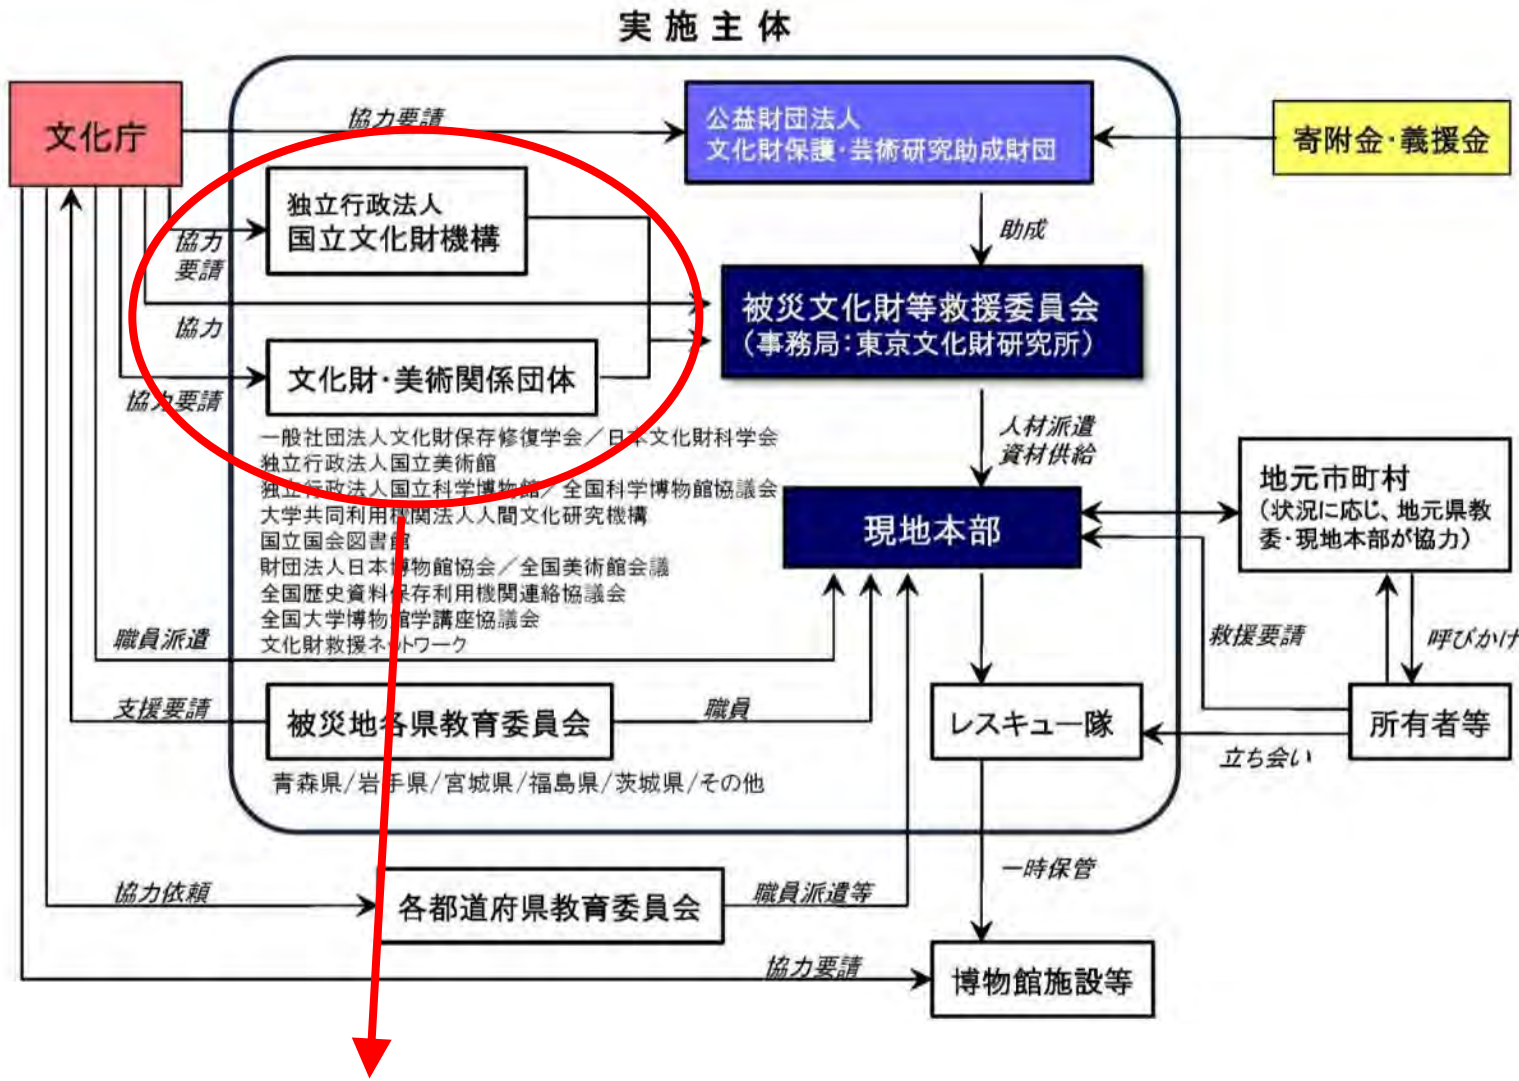 実施主体
文化庁
協力要請
公益財団法人
文化財保護・芸術研究助成財団
寄附金・義援金
独立行政法人
国立文化財機構
協力
要請
助成
被災文化財等救援委員会
（事務局：東京文化財研究所）
協力
文化財・美術関係団体
協力要請
一般社団法人文化財保存修復学会／日本文化財科学会
独立行政法人国立美術館
独立行政法人国立科学博物館／全国科学博物館協議会
大学共同利用機関法人人間文化研究機構
国立国会図書館
財団法人日本博物館協会／全国美術館会議
全国歴史資料保存利用機関連絡協議会
全国大学博物館学講座協議会
文化財救援ネットワーク
人材派遣
資材供給
現地本部
地元市町村
（状況に応じ、地元県教
委・現地本部が協力）
職員派遣
救援要請
呼びかけ
支援要請
被災地各県教育委員会
職員
レスキュー隊
所有者等
立ち会い
青森県/岩手県/宮城県/福島県/茨城県/その他
協力依頼
各都道府県教育委員会
職員派遣等
一時保管
協力要請
博物館施設等